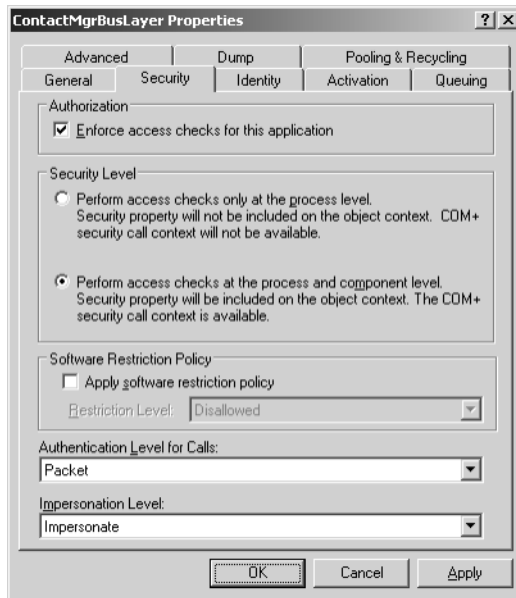 ContactMgrBusLayer Properties
Advanced Dump Pooling & Recycling
General Security Identity Activation Queuing
Authorization
Enforce access checks for this application
Security Level
Perform access checks only at the process level.
Security property will not be included on the object context. COM+
security call context will not be available.
Perform access checks at the process and component level.
Security property will be included on the object context. The COM+
security call context is available.
Software Restriction Policy
Apply software restriction policy
Restriction Level: Disallowed
Authentication Level for Calls:
Packet
Impersonation Level:
Impersonate
OK Cancel Apply